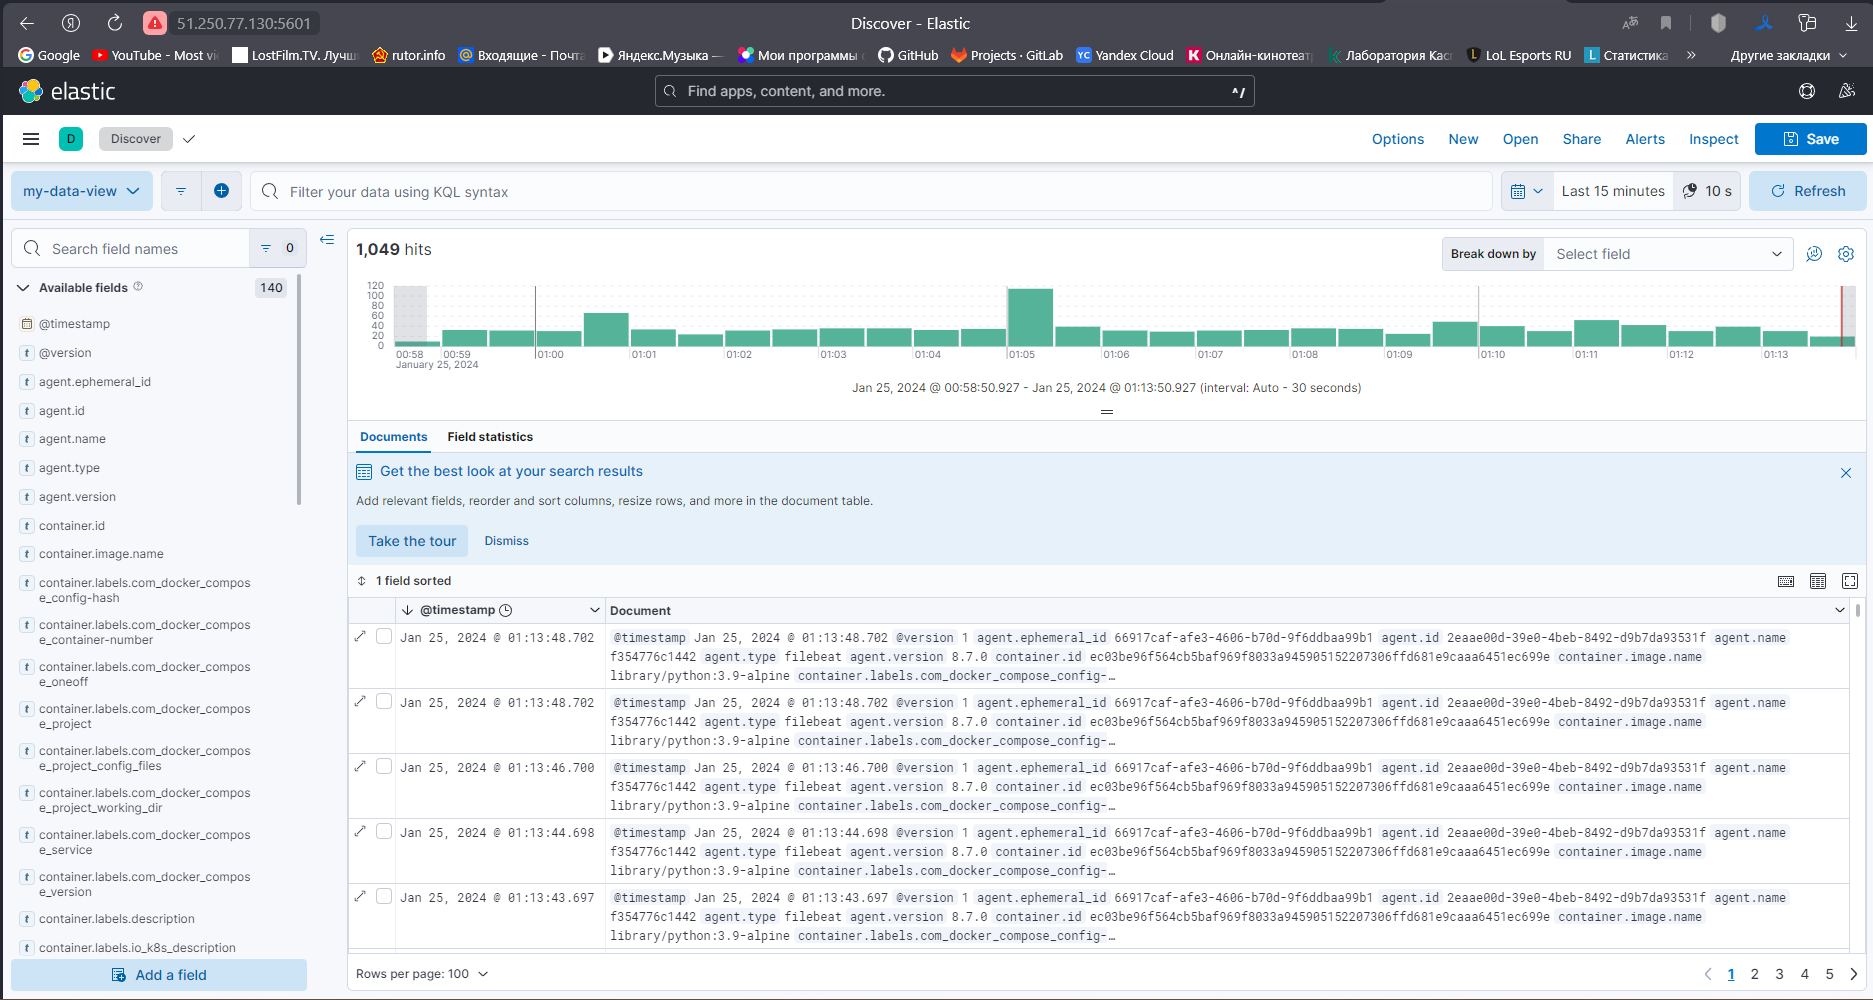 51.250.77.130:5601
Discover - Elastic
Google
YouTube - Most vi
LostFilm.TV. Лучш
rutor.info
Входящие - Почта
Яндекс.Музыка —
Мои программы
GitHub
Projects · GitLab
Yandex Cloud
Онлайн-кинотеат
Лаборатория Кас
LoL Esports RU
Статистика
»
Другие закладки
elastic
Find apps, content, and more.
^/
D
Discover
Options
New
Open
Share
Alerts
Inspect
Save
my-data-view
Filter your data using KQL syntax
Last 15 minutes
10 s
Refresh
Search field names
0
Available fields
140
@timestamp
@version
agent.ephemeral_id
agent.id
agent.name
agent.type
agent.version
container.id
container.image.name
container.labels.com_docker_compos
e_config-hash
container.labels.com_docker_compos
e_container-number
container.labels.com_docker_compos
e_oneoff
container.labels.com_docker_compos
e_project
container.labels.com_docker_compos
e_project_config_files
container.labels.com_docker_compos
e_project_working_dir
container.labels.com_docker_compos
e_service
container.labels.com_docker_compos
e_version
container.labels.description
container.labels.io_k8s_description
Add a field
1,049 hits
Break down by
Select field
120
100
80
60
40
20
0
00:58 00:59 01:00 01:01 01:02 01:03 01:04 01:05 01:06 01:07 01:08 01:09 01:10 01:11 01:12 01:13
January 25, 2024
Jan 25, 2024 @ 00:58:50.927 - Jan 25, 2024 @ 01:13:50.927 (interval: Auto - 30 seconds)
Documents
Field statistics
Get the best look at your search results
Add relevant fields, reorder and sort columns, resize rows, and more in the document table.
Take the tour
Dismiss
1 field sorted
@timestamp
Document
Jan 25, 2024 @ 01:13:48.702 @timestamp Jan 25, 2024 @ 01:13:48.702 @version 1 agent.ephemeral_id 66917caf-afe3-4606-b70d-9f6ddbaa99b1 agent.id 2eaae00d-39e0-4beb-8492-d9b7da93531f agent.name
f354776c1442 agent.type filebeat agent.version 8.7.0 container.id ec03be96f564cb5baf969f8033a945905152207306ffd681e9caaa6451ec699e container.image.name
library/python:3.9-alpine container.labels.com_docker_compose_config-…
Jan 25, 2024 @ 01:13:48.702 @timestamp Jan 25, 2024 @ 01:13:48.702 @version 1 agent.ephemeral_id 66917caf-afe3-4606-b70d-9f6ddbaa99b1 agent.id 2eaae00d-39e0-4beb-8492-d9b7da93531f agent.name
f354776c1442 agent.type filebeat agent.version 8.7.0 container.id ec03be96f564cb5baf969f8033a945905152207306ffd681e9caaa6451ec699e container.image.name
library/python:3.9-alpine container.labels.com_docker_compose_config-…
Jan 25, 2024 @ 01:13:46.700 @timestamp Jan 25, 2024 @ 01:13:46.700 @version 1 agent.ephemeral_id 66917caf-afe3-4606-b70d-9f6ddbaa99b1 agent.id 2eaae00d-39e0-4beb-8492-d9b7da93531f agent.name
f354776c1442 agent.type filebeat agent.version 8.7.0 container.id ec03be96f564cb5baf969f8033a945905152207306ffd681e9caaa6451ec699e container.image.name
library/python:3.9-alpine container.labels.com_docker_compose_config-…
Jan 25, 2024 @ 01:13:44.698 @timestamp Jan 25, 2024 @ 01:13:44.698 @version 1 agent.ephemeral_id 66917caf-afe3-4606-b70d-9f6ddbaa99b1 agent.id 2eaae00d-39e0-4beb-8492-d9b7da93531f agent.name
f354776c1442 agent.type filebeat agent.version 8.7.0 container.id ec03be96f564cb5baf969f8033a945905152207306ffd681e9caaa6451ec699e container.image.name
library/python:3.9-alpine container.labels.com_docker_compose_config-…
Jan 25, 2024 @ 01:13:43.697 @timestamp Jan 25, 2024 @ 01:13:43.697 @version 1 agent.ephemeral_id 66917caf-afe3-4606-b70d-9f6ddbaa99b1 agent.id 2eaae00d-39e0-4beb-8492-d9b7da93531f agent.name
f354776c1442 agent.type filebeat agent.version 8.7.0 container.id ec03be96f564cb5baf969f8033a945905152207306ffd681e9caaa6451ec699e container.image.name
library/python:3.9-alpine container.labels.com_docker_compose_config-…
Rows per page: 100
1 2 3 4 5